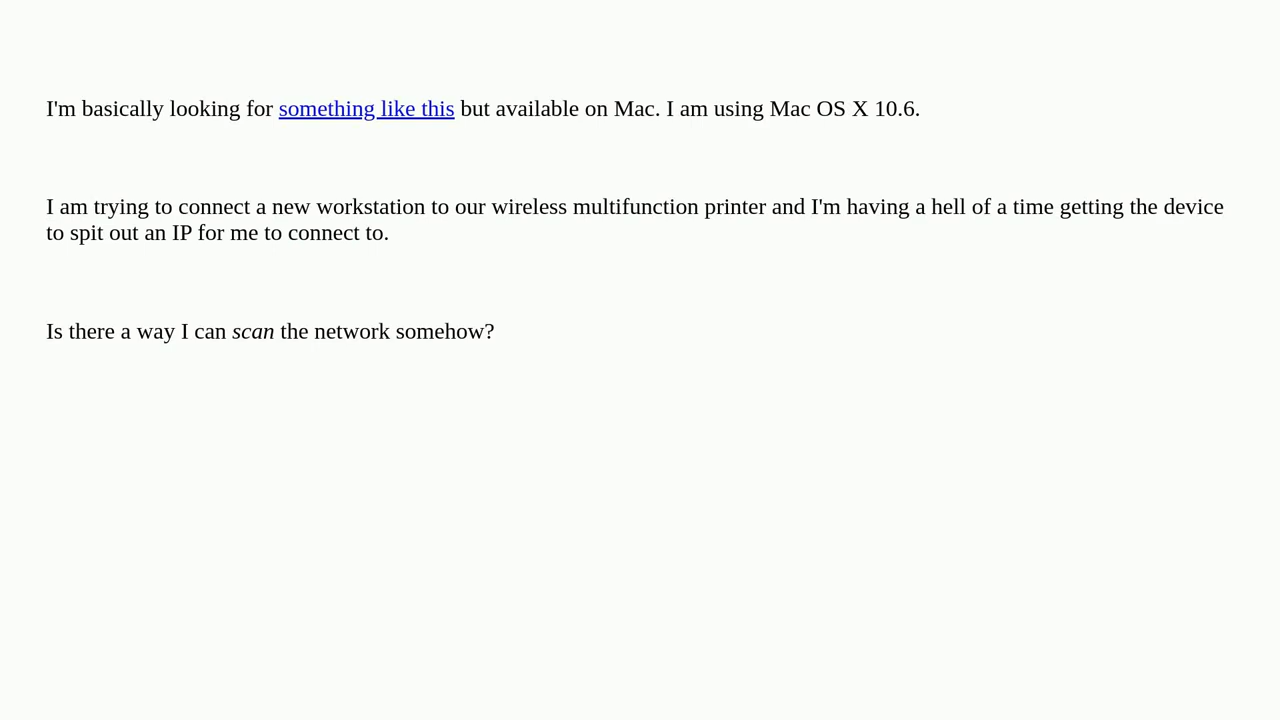 I'm basically looking for something like this but available on Mac. I am using Mac OS X 10.6.
I am trying to connect a new workstation to our wireless multifunction printer and I'm having a hell of a time getting the device
to spit out an IP for me to connect to.
Is there a way I can scan the network somehow?